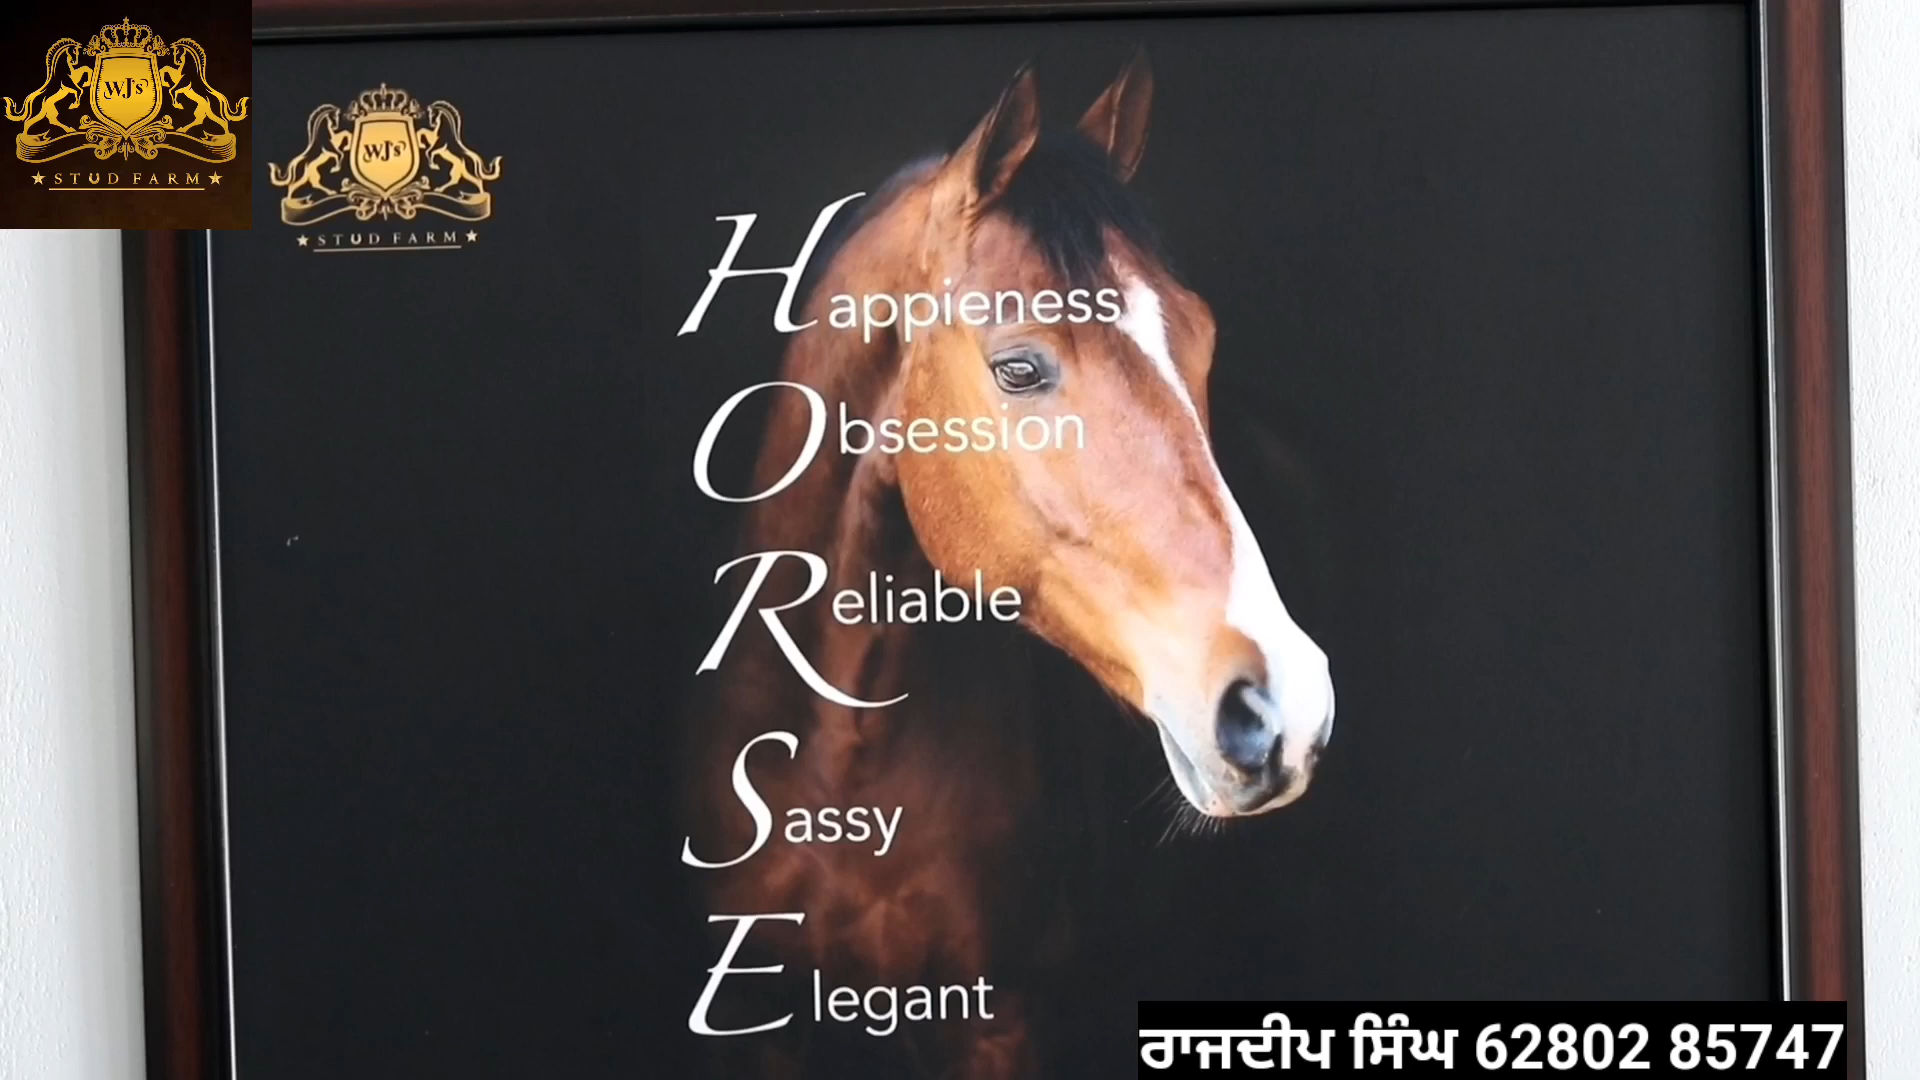 WJ's
STUD FARM
WJ's
STUD FARM
Happieness
Obsession
Reliable
Sassy
Elegant
ਰਾਜਦੀਪ ਸਿੰਘ 62802 85747